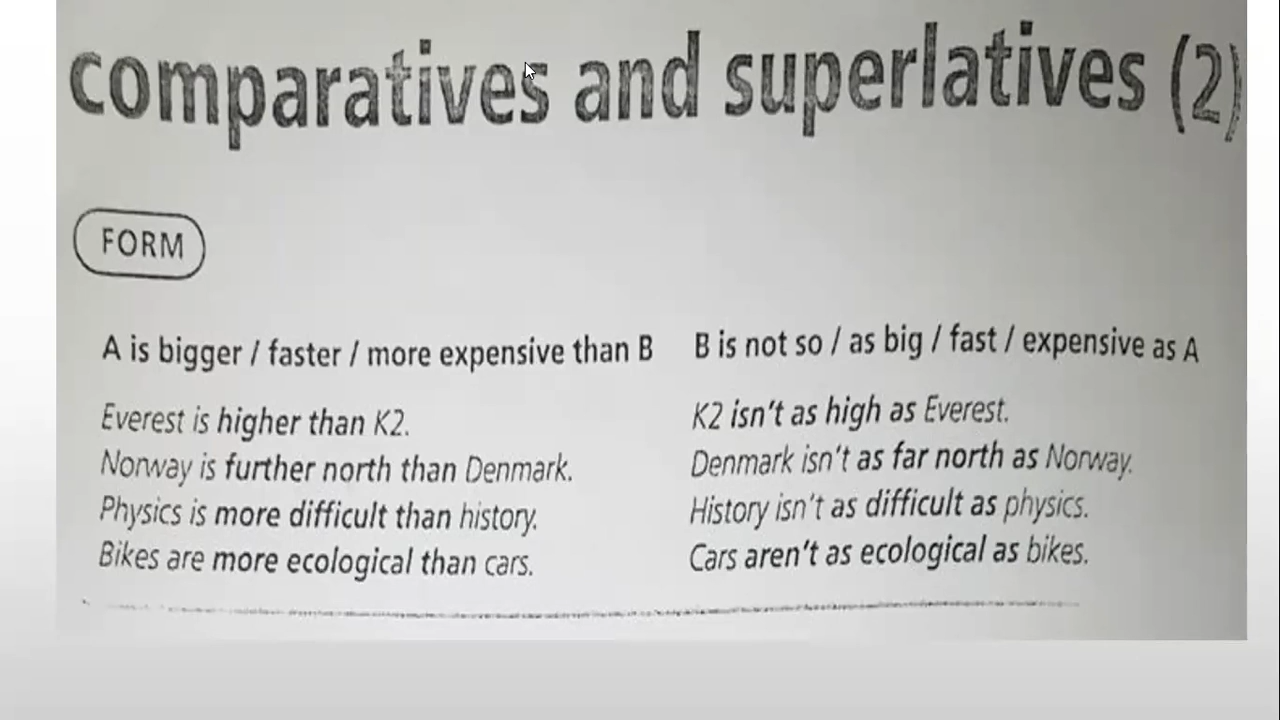 comparatives and superlatives (2)
FORM
A is bigger / faster / more expensive than B
Everest is higher than K2.
Norway is further north than Denmark.
Physics is more difficult than history.
Bikes are more ecological than cars.
B is not so / as big / fast / expensive as A
K2 isn't as high as Everest.
Denmark isn't as far north as Norway.
History isn't as difficult as physics.
Cars aren't as ecological as bikes.